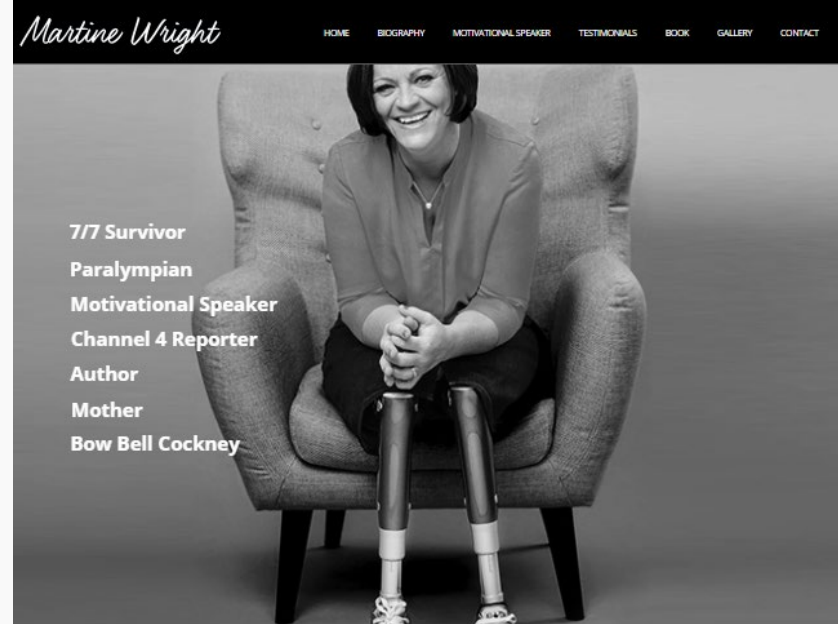 Martine Wright
HOME BIOGRAPHY MOTIVATIONAL SPEAKER TESTIMONIALS BOOK GALLERY CONTACT
7/7 Survivor
Paralympian
Motivational Speaker
Channel 4 Reporter
Author
Mother
Bow Bell Cockney